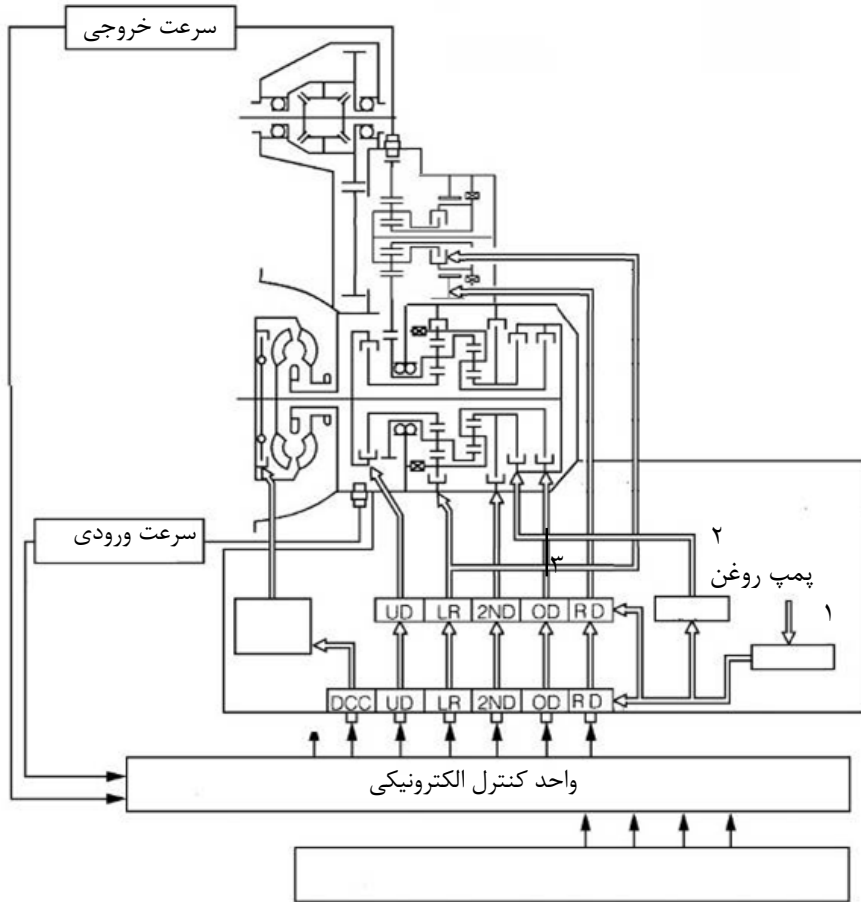 سرعت خروجی
سرعت ورودی
۲
پمپ روغن
۱
۳
UD LR 2ND OD RD
DCC UD LR 2ND OD RD
واحد کنترل الکترونیکی